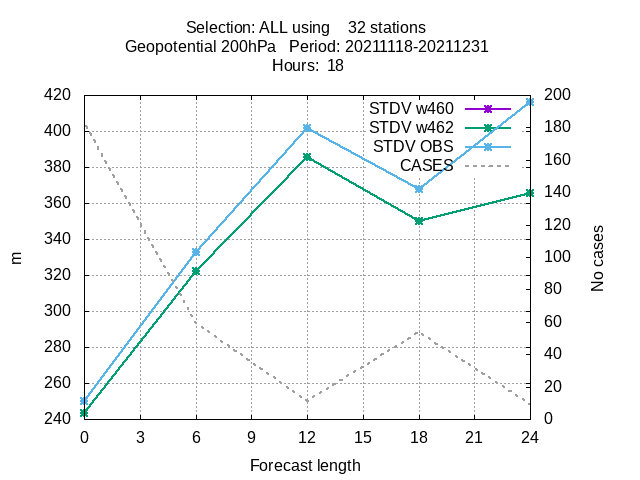 Selection: ALL using    32 stations
Geopotential 200hPa   Period: 20211118-20211231
Hours:  18
STDV w460
STDV w462
STDV OBS
CASES
420
400
380
360
340
320
300
280
260
240
200
180
160
140
120
100
80
60
40
20
0
m
No cases
0 3 6 9 12 15 18 21 24
Forecast length